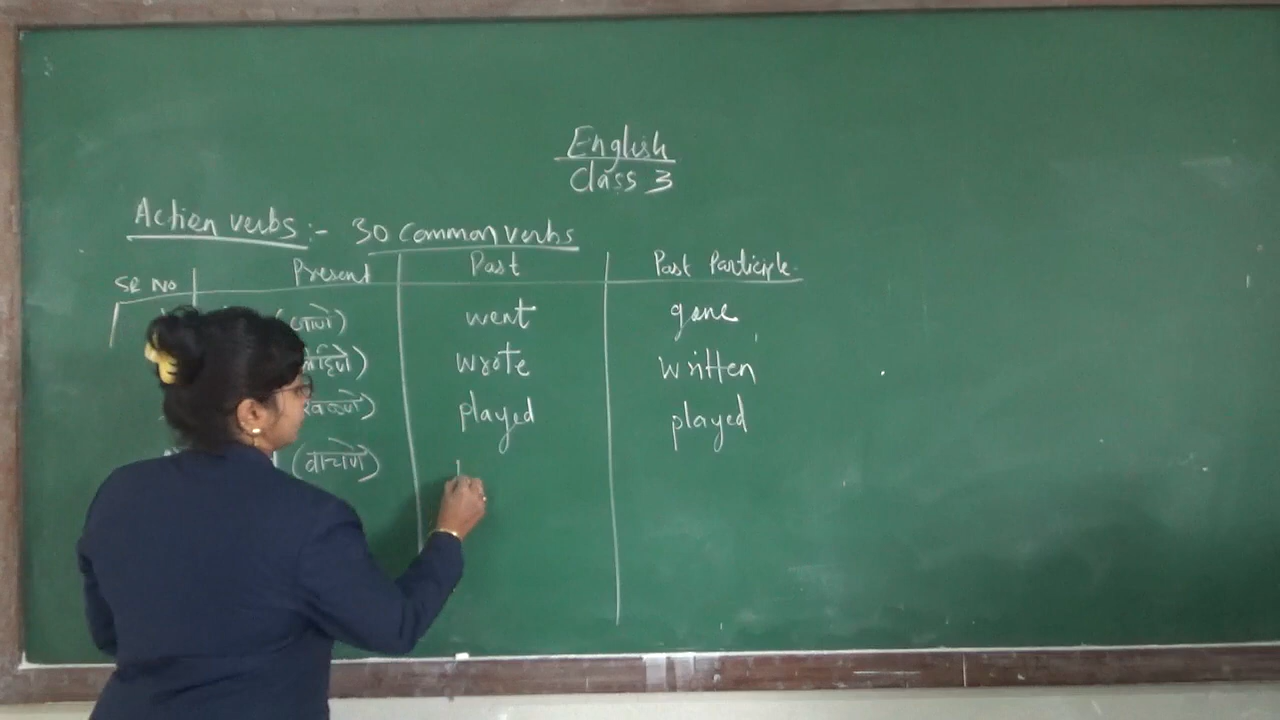 English
Class 3
Action verbs :- 30 common verbs
SR No Present Past Past Participle
(जाणे) went gone
wrote written
played played
(वाचणे)